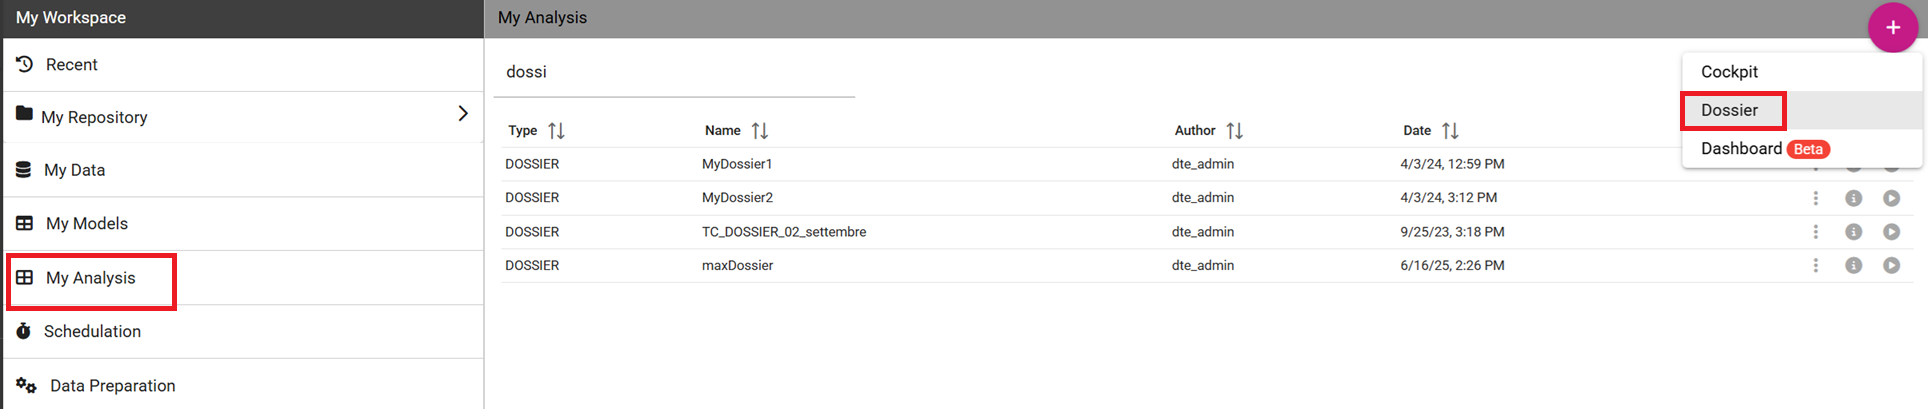 My Workspace
Recent
My Repository
My Data
My Models
My Analysis
Schedulation
Data Preparation
My Analysis
+
dossi
Cockpit
Dossier
Dashboard Beta
Type Name Author Date
DOSSIER MyDossier1 dte_admin 4/3/24, 12:59 PM
DOSSIER MyDossier2 dte_admin 4/3/24, 3:12 PM
DOSSIER TC_DOSSIER_02_settembre dte_admin 9/25/23, 3:18 PM
DOSSIER maxDossier dte_admin 6/16/25, 2:26 PM